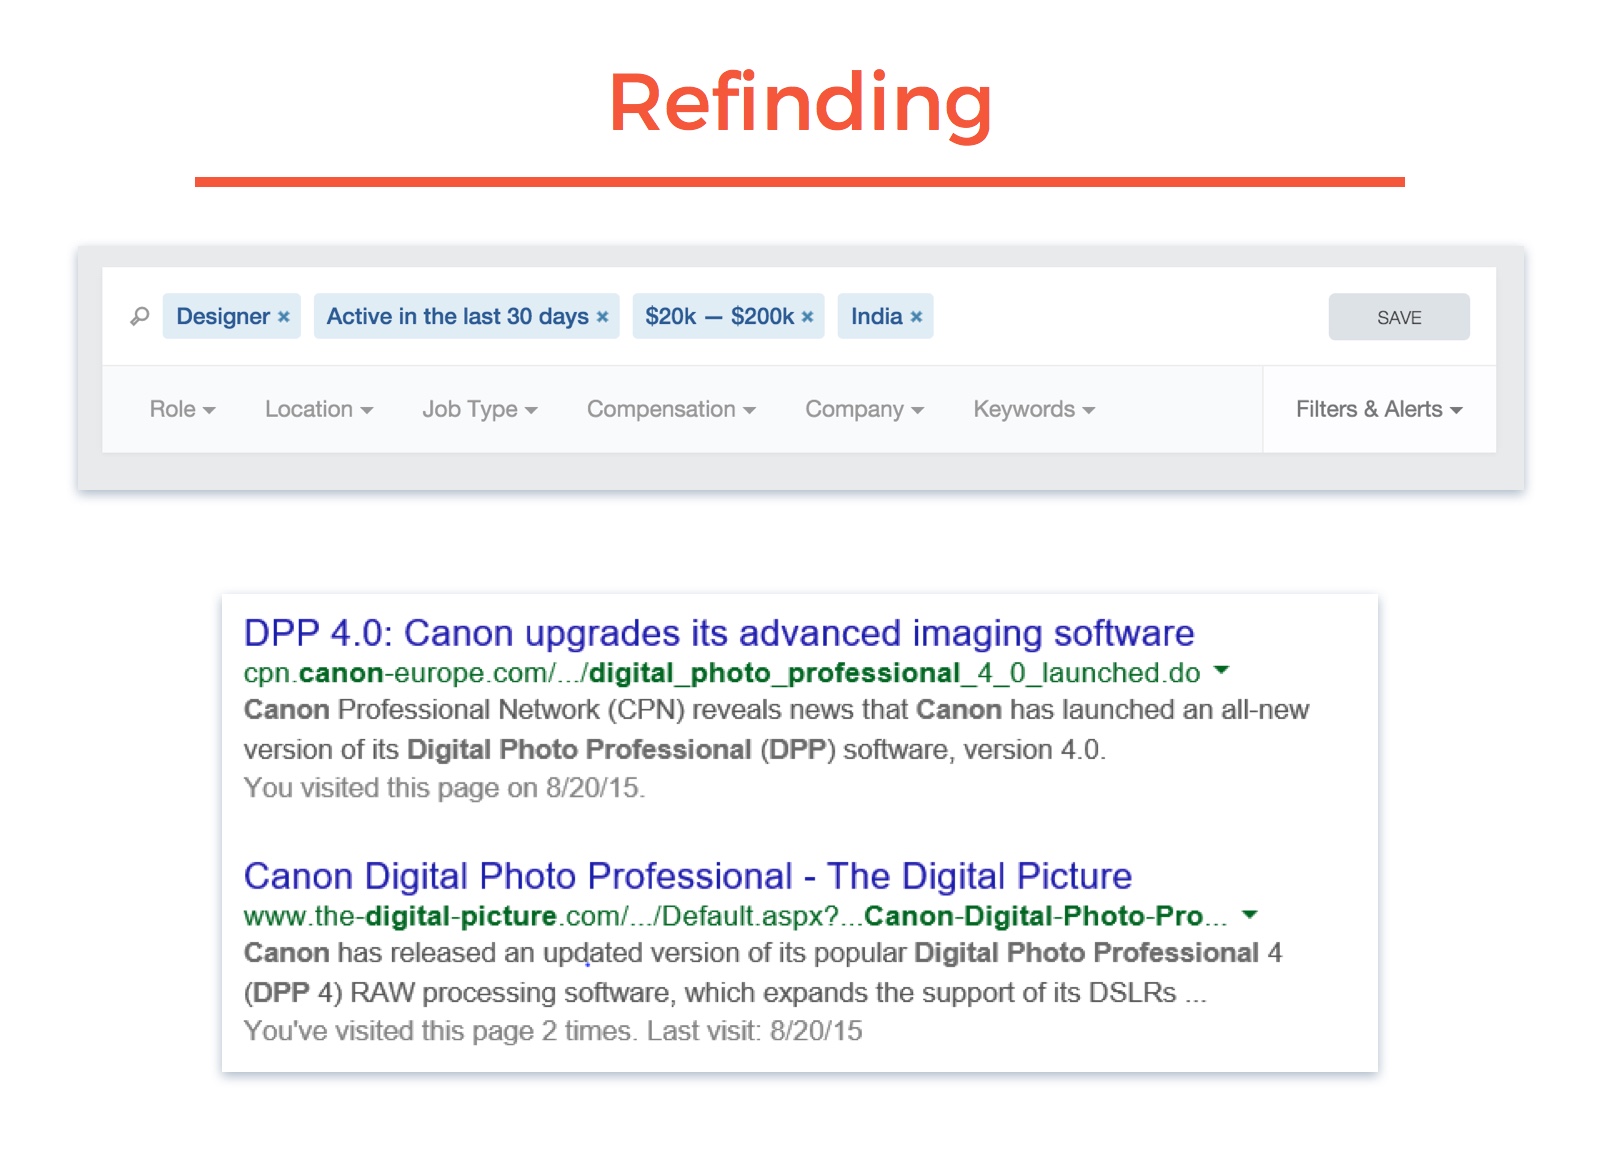 Refinding
Designer × Active in the last 30 days × $20k — $200k × India × SAVE
Role Location Job Type Compensation Company Keywords Filters & Alerts
DPP 4.0: Canon upgrades its advanced imaging software
cpn.canon-europe.com/.../digital_photo_professional_4_0_launched.do
Canon Professional Network (CPN) reveals news that Canon has launched an all-new
version of its Digital Photo Professional (DPP) software, version 4.0.
You visited this page on 8/20/15.
Canon Digital Photo Professional - The Digital Picture
www.the-digital-picture.com/.../Default.aspx?...Canon-Digital-Photo-Pro...
Canon has released an updated version of its popular Digital Photo Professional 4
(DPP 4) RAW processing software, which expands the support of its DSLRs ...
You've visited this page 2 times. Last visit: 8/20/15